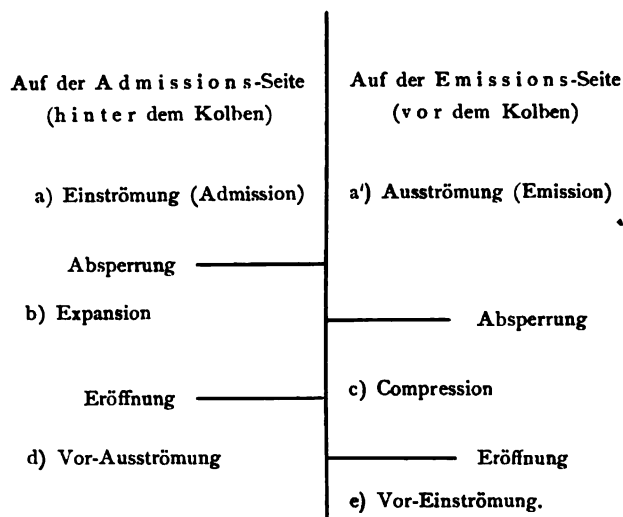 Auf der Admissions-Seite
(hinter dem Kolben)
a) Einströmung (Admission)
Absperrung
b) Expansion
Eröffnung
d) Vor-Ausströmung
Auf der Emissions-Seite
(vor dem Kolben)
a') Ausströmung (Emission)
Absperrung
c) Compression
Eröffnung
e) Vor-Einströmung.